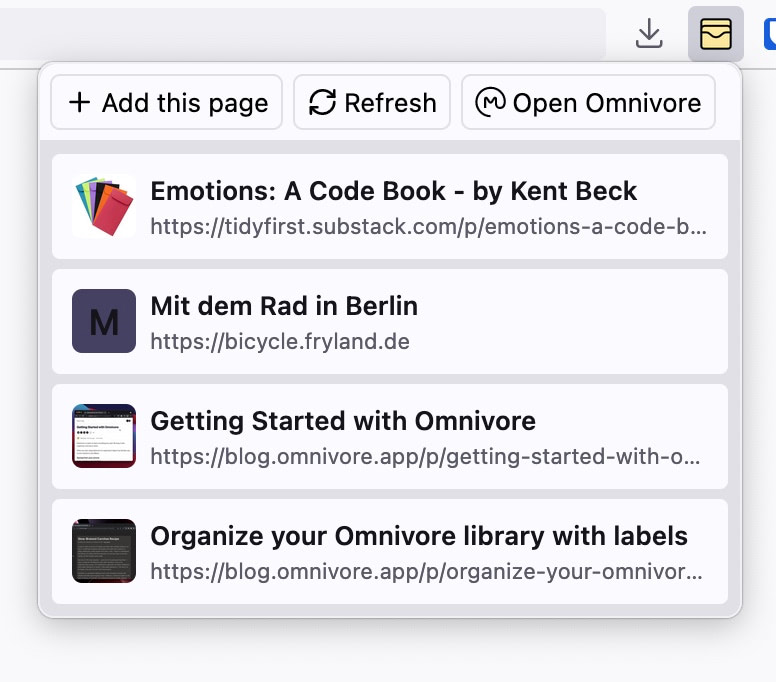 Add this page
Refresh
Open Omnivore
Emotions: A Code Book - by Kent Beck
https://tidyfirst.substack.com/p/emotions-a-code-b...
M
Mit dem Rad in Berlin
https://bicycle.fryland.de
Getting Started with Omnivore
https://blog.omnivore.app/p/getting-started-with-o...
Organize your Omnivore library with labels
https://blog.omnivore.app/p/organize-your-omnivor...